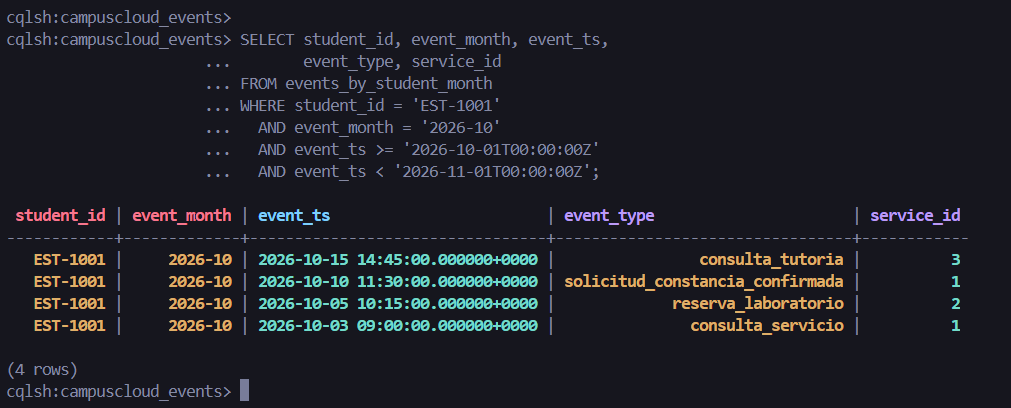 cqlsh:campuscloud_events>
cqlsh:campuscloud_events> SELECT student_id, event_month, event_ts,
                      ...        event_type, service_id
                      ... FROM events_by_student_month
                      ... WHERE student_id = 'EST-1001'
                      ...   AND event_month = '2026-10'
                      ...   AND event_ts >= '2026-10-01T00:00:00Z'
                      ...   AND event_ts < '2026-11-01T00:00:00Z';
 student_id | event_month | event_ts                        | event_type                      | service_id
------------+-------------+---------------------------------+---------------------------------+------------
   EST-1001 |     2026-10 | 2026-10-15 14:45:00.000000+0000 |                consulta_tutoria |          3
   EST-1001 |     2026-10 | 2026-10-10 11:30:00.000000+0000 | solicitud_constancia_confirmada |          1
   EST-1001 |     2026-10 | 2026-10-05 10:15:00.000000+0000 |             reserva_laboratorio |          2
   EST-1001 |     2026-10 | 2026-10-03 09:00:00.000000+0000 |               consulta_servicio |          1
(4 rows)
cqlsh:campuscloud_events>